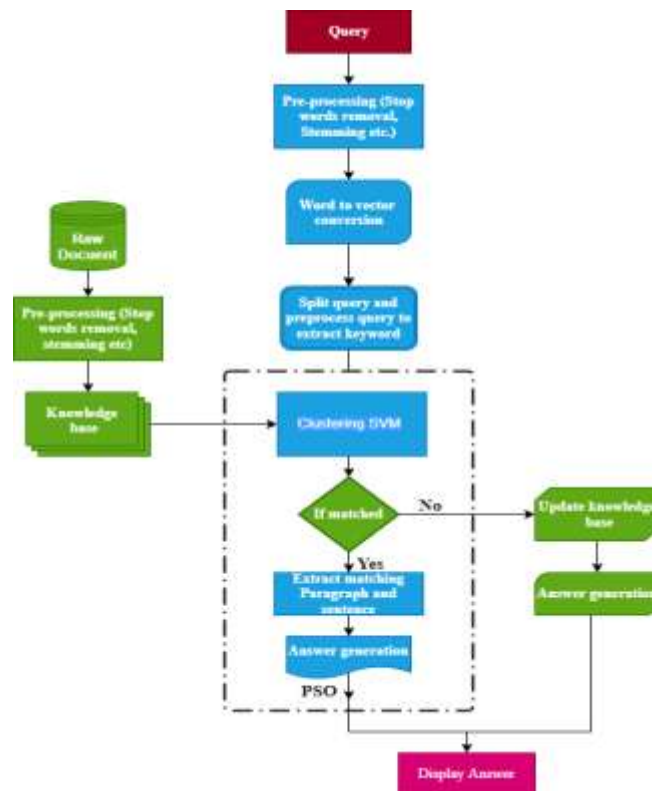 Query
Pre-processing (Stop
words removal,
Stemming etc.)
Word to vector
conversion
Raw
Docuent
Split query and
preprocess query to
extract keyword
Pre-processing (Stop
words removal,
stemming etc)
Knowledge
base
Clustering SVM
If matched
No
Update knowledge
base
Yes
Extract matching
Paragraph and
sentence
Answer generation
Answer generation
PSO
Display Answer